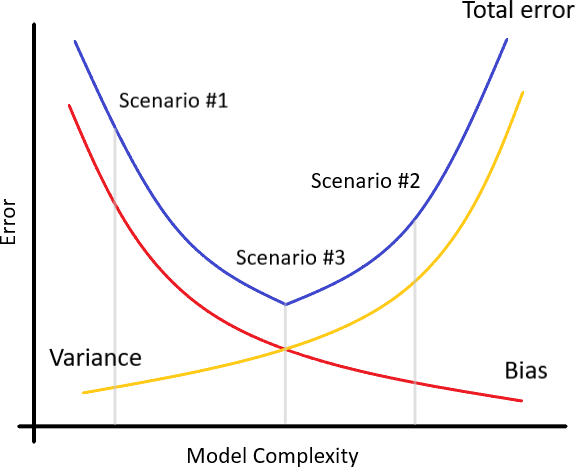 Total error
Scenario #1
Scenario #2
Error
Scenario #3
Variance
Bias
Model Complexity